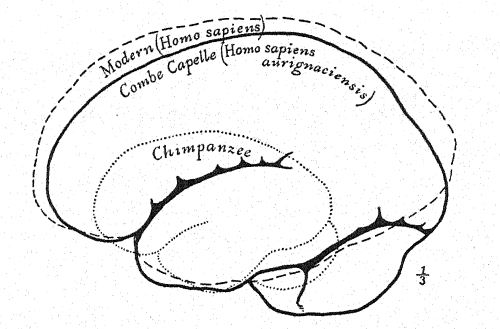 Modern (Homo sapiens)
Combe Capelle (Homo sapiens
aurignaciensis)
Chimpanzee
1/3